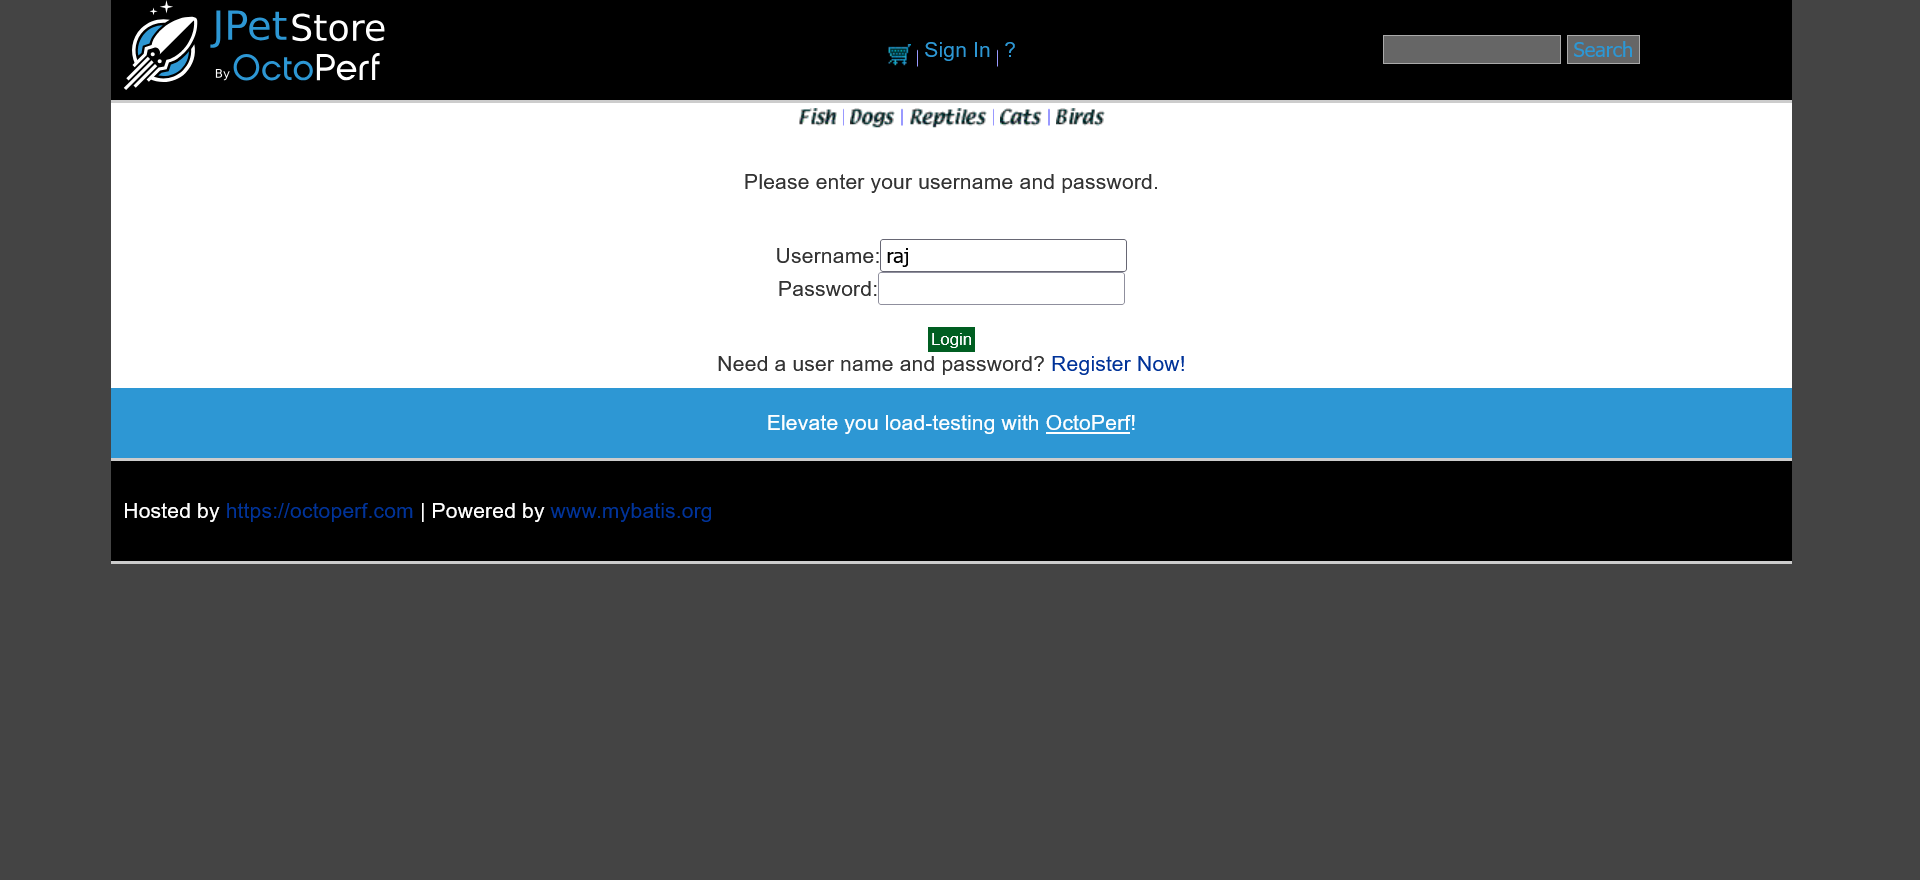 JPetStore
By OctoPerf
Sign In ?
Search
Fish Dogs Reptiles Cats Birds
Please enter your username and password.
Username: raj
Password:
Login
Need a user name and password? Register Now!
Elevate you load-testing with OctoPerf!
Hosted by https://octoperf.com | Powered by www.mybatis.org